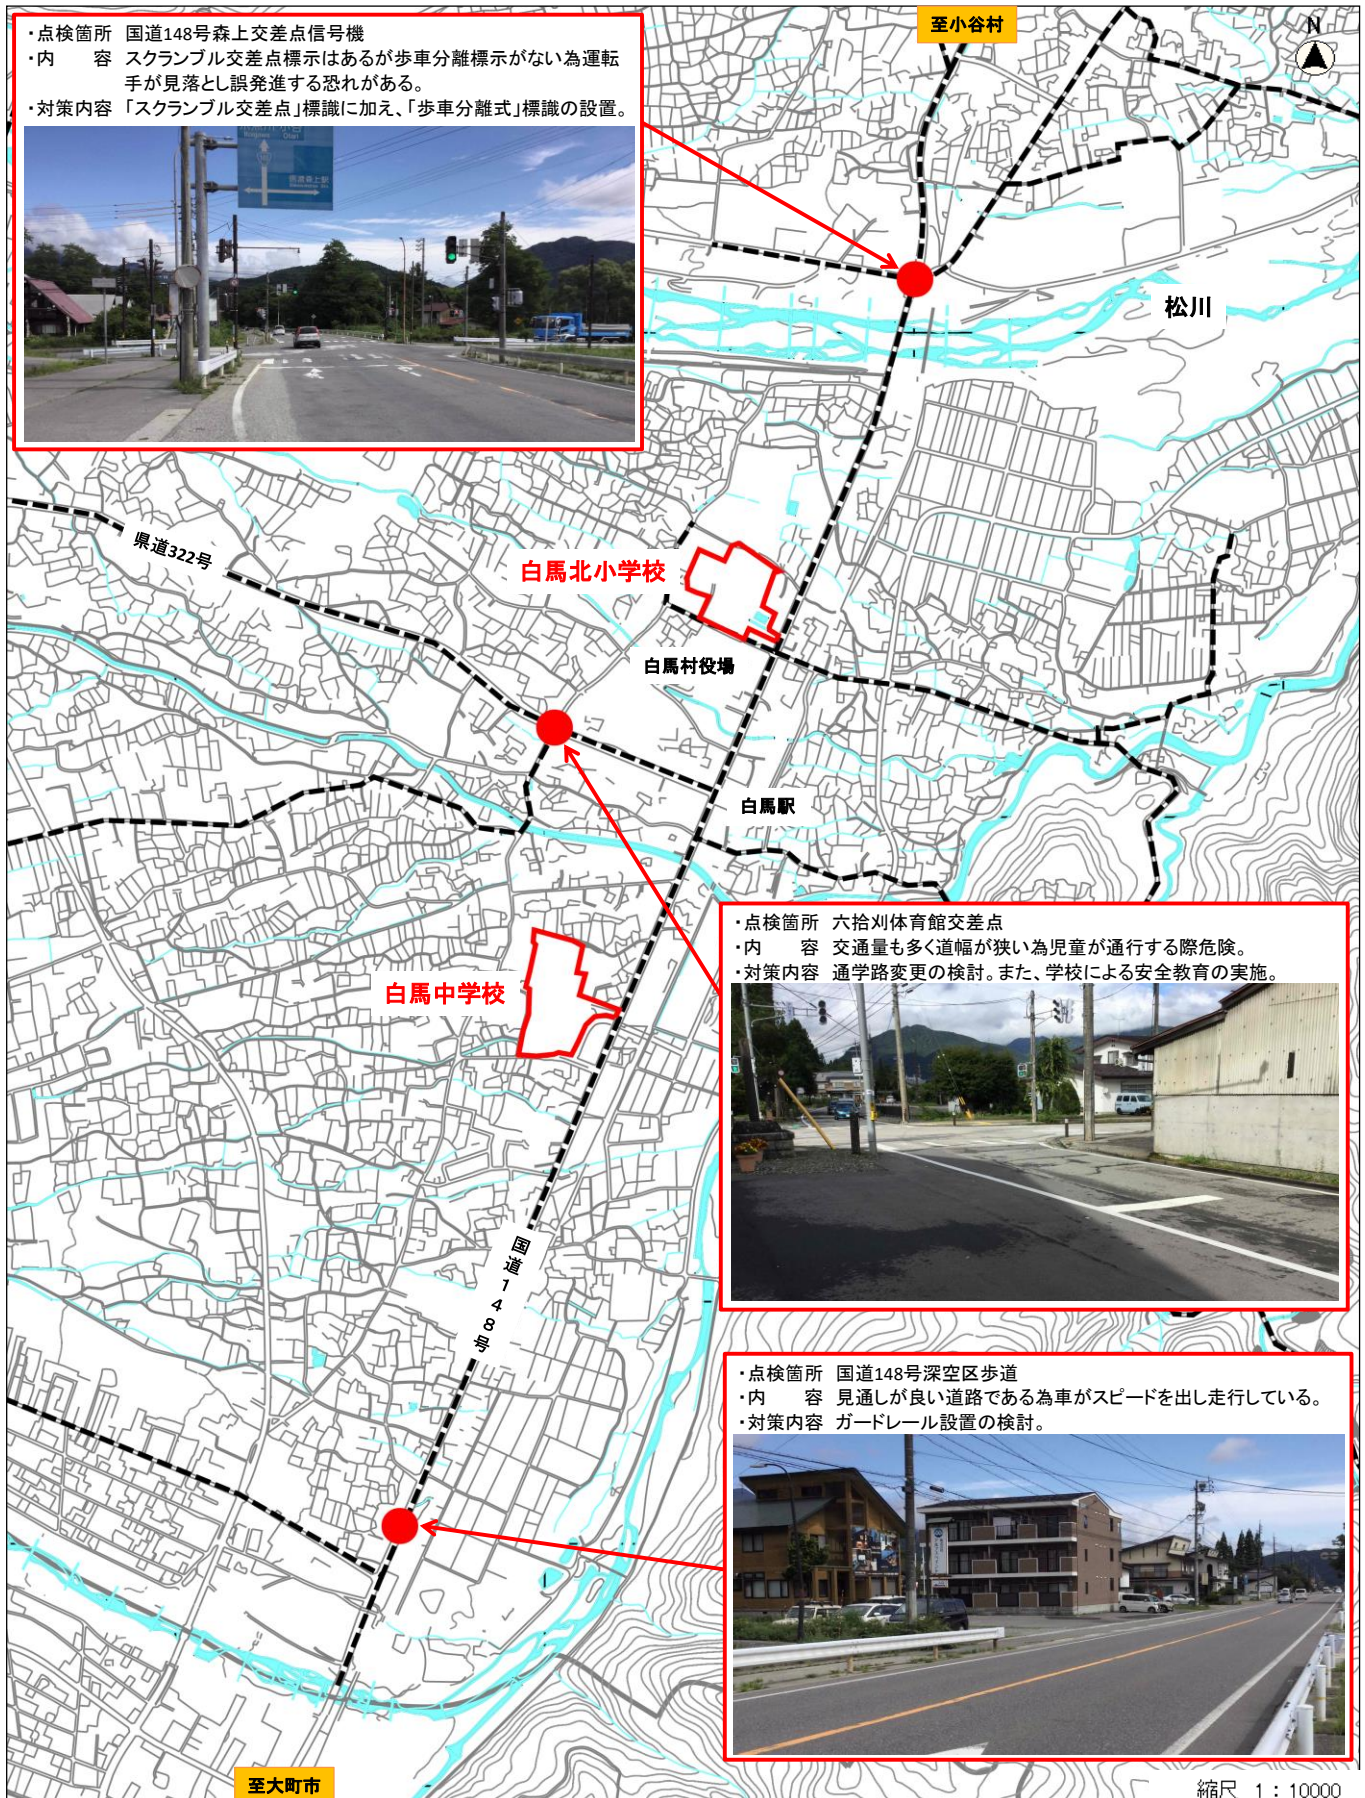 ・点検箇所 国道148号森上交差点信号機
・内　　容 スクランブル交差点標示はあるが歩車分離標示がない為運転
手が見落とし誤発進する恐れがある。
・対策内容 「スクランブル交差点」標識に加え、「歩車分離式」標識の設置。
至小谷村
N
松川
県道322号
白馬北小学校
白馬村役場
白馬駅
・点検箇所 六拾刈体育館交差点
・内　　容 交通量も多く道幅が狭い為児童が通行する際危険。
・対策内容 通学路変更の検討。また、学校による安全教育の実施。
白馬中学校
国道148号
・点検箇所 国道148号深空区歩道
・内　　容 見通しが良い道路である為車がスピードを出し走行している。
・対策内容 ガードレール設置の検討。
至大町市
縮尺 1：10000